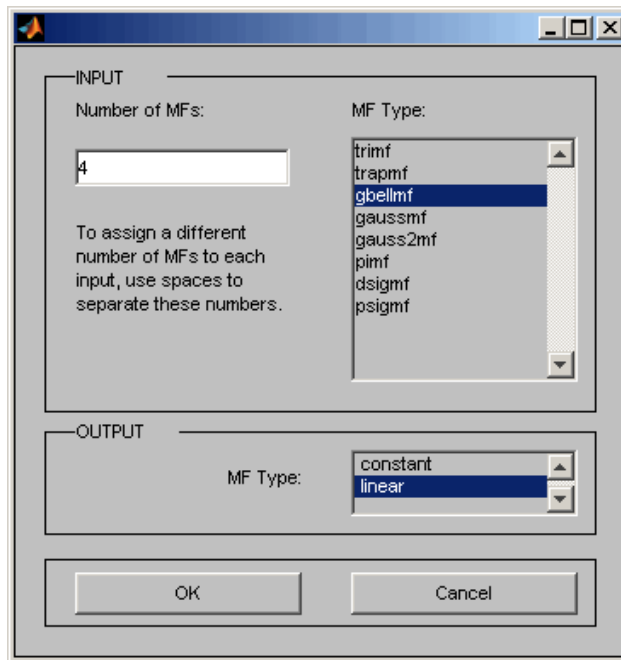 INPUT
Number of MFs:
4
To assign a different
number of MFs to each
input, use spaces to
separate these numbers.
MF Type:
trimf
trapmf
gbellmf
gaussmf
gauss2mf
pimf
dsigmf
psigmf
OUTPUT
MF Type:
constant
linear
OK
Cancel